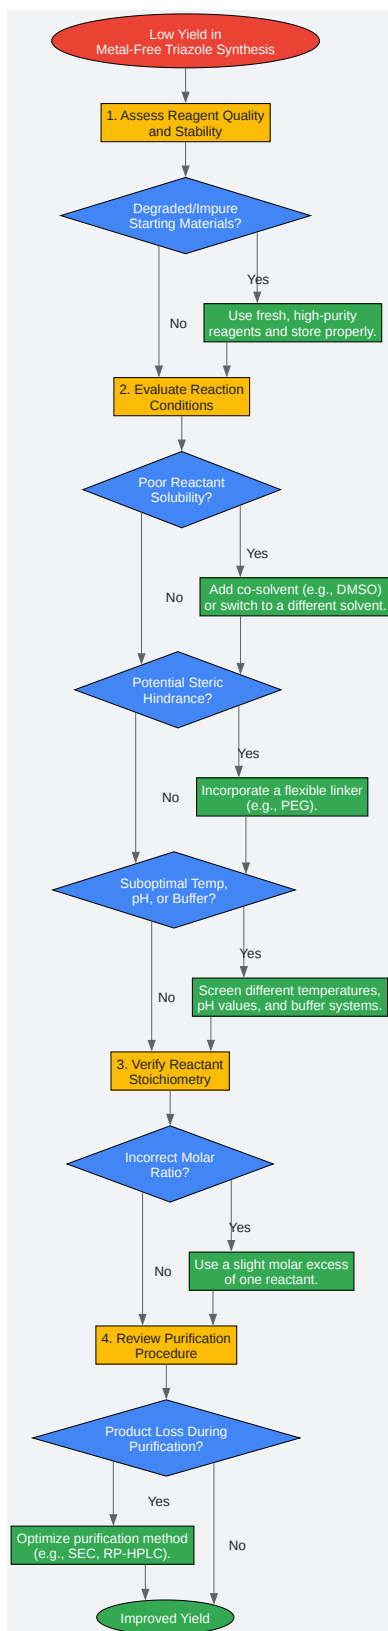 Low Yield in
Metal-Free Triazole Synthesis
1. Assess Reagent Quality
and Stability
Degraded/Impure
Starting Materials?
Yes
Use fresh, high-purity
reagents and store properly.
No
2. Evaluate Reaction
Conditions
Poor Reactant
Solubility?
Yes
Add co-solvent (e.g., DMSO)
or switch to a different solvent.
No
Potential Steric
Hindrance?
Yes
Incorporate a flexible linker
(e.g., PEG).
No
Suboptimal Temp,
pH, or Buffer?
Yes
Screen different temperatures,
pH values, and buffer systems.
No
3. Verify Reactant
Stoichiometry
Incorrect Molar
Ratio?
Yes
Use a slight molar excess
of one reactant.
No
4. Review Purification
Procedure
Product Loss During
Purification?
Yes
Optimize purification method
(e.g., SEC, RP-HPLC).
No
Improved Yield